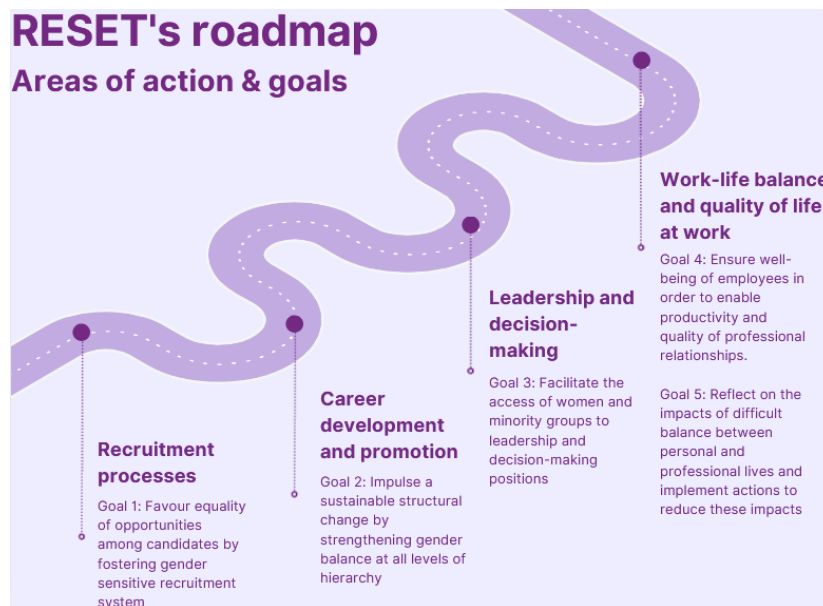 RESET's roadmap
Areas of action & goals
Recruitment
processes
Goal 1: Favour equality
of opportunities
among candidates by
fostering gender
sensitive recruitment
system
Career
development
and promotion
Goal 2: Impulse a
sustainable structural
change by
strengthening gender
balance at all levels of
hierarchy
Leadership and
decision-
making
Goal 3: Facilitate the
access of women and
minority groups to
leadership and
decision-making
positions
Work-life balance
and quality of life
at work
Goal 4: Ensure well-
being of employees in
order to enable
productivity and
quality of professional
relationships.
Goal 5: Reflect on the
impacts of difficult
balance between
personal and
professional lives and
implement actions to
reduce these impacts